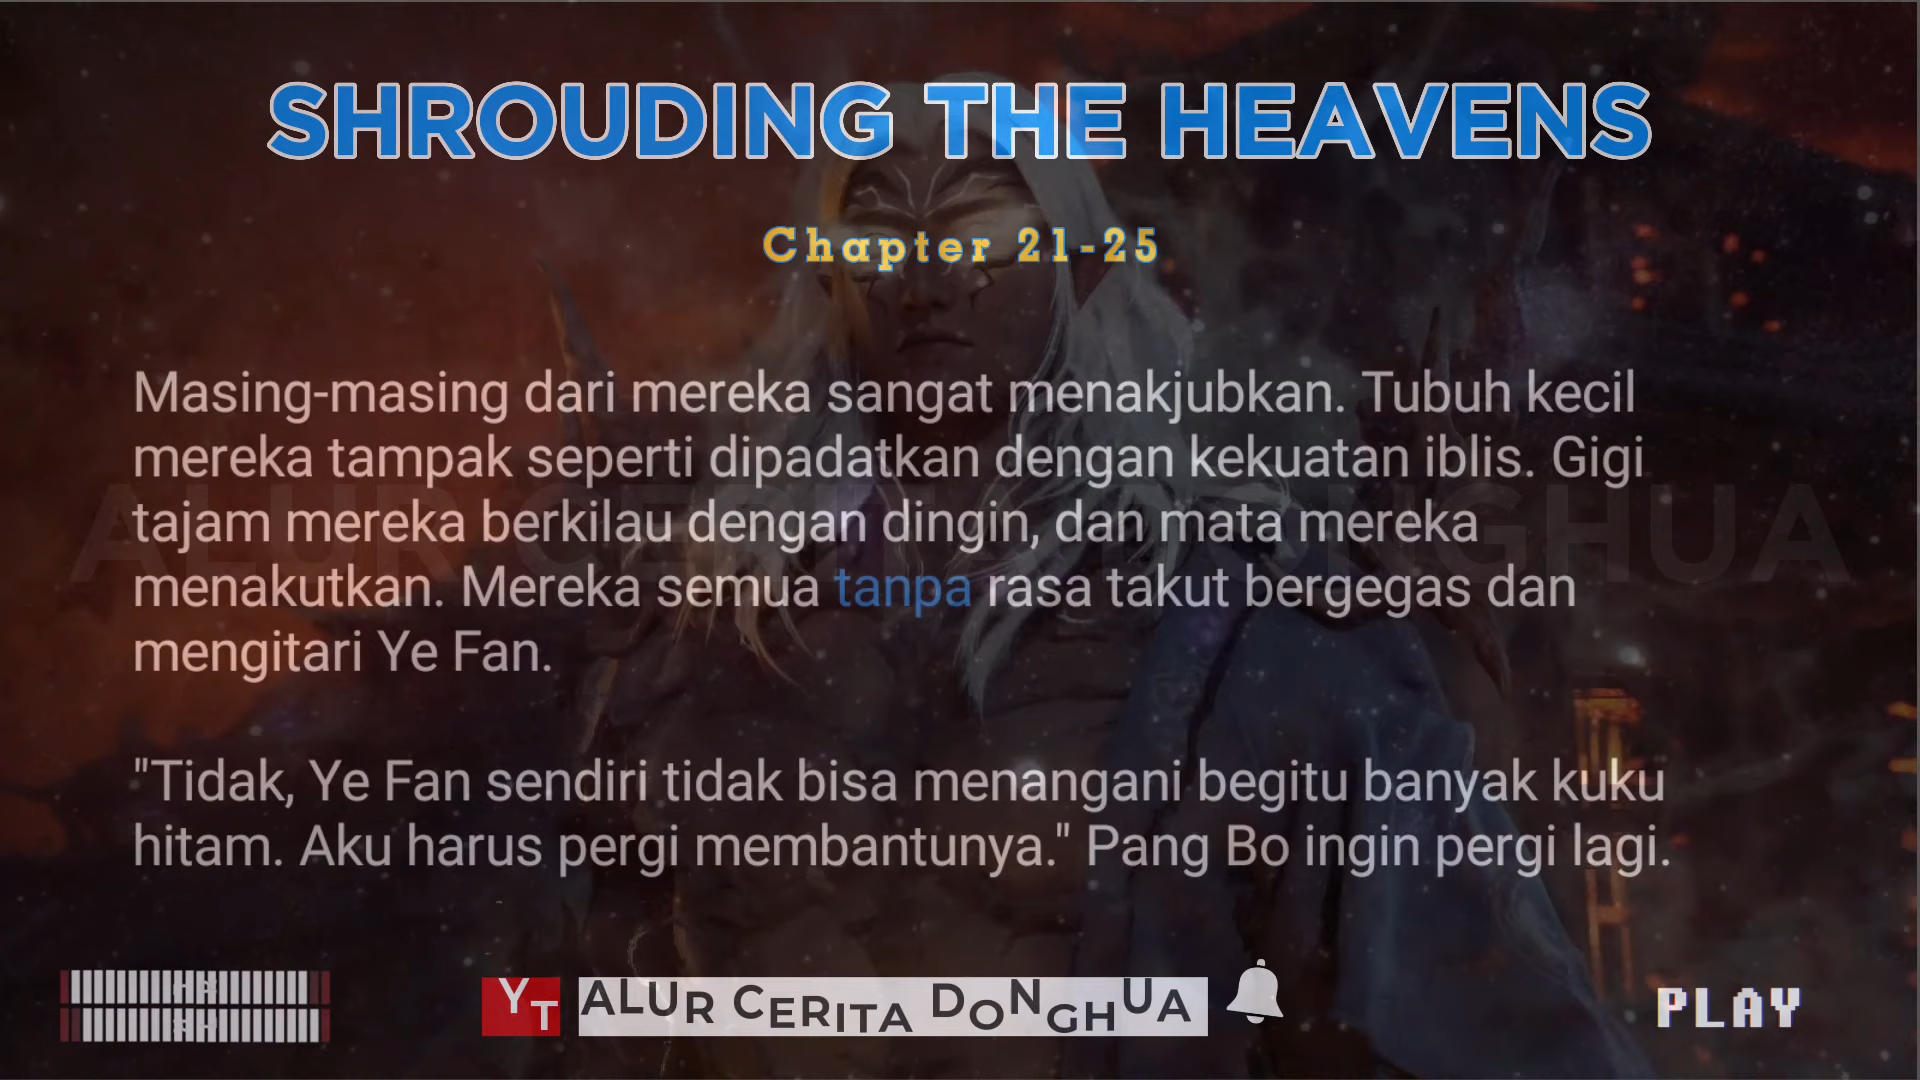 SHROUDING THE HEAVENS
Chapter 21-25
Masing-masing dari mereka sangat menakjubkan. Tubuh kecil
mereka tampak seperti dipadatkan dengan kekuatan iblis. Gigi
tajam mereka berkilau dengan dingin, dan mata mereka
menakutkan. Mereka semua tanpa rasa takut bergegas dan
mengitari Ye Fan.
"Tidak, Ye Fan sendiri tidak bisa menangani begitu banyak kuku
hitam. Aku harus pergi membantunya." Pang Bo ingin pergi lagi.
ALUR CERITA DONGHUA
YT ALUR CERITA DONGHUA
PLAY